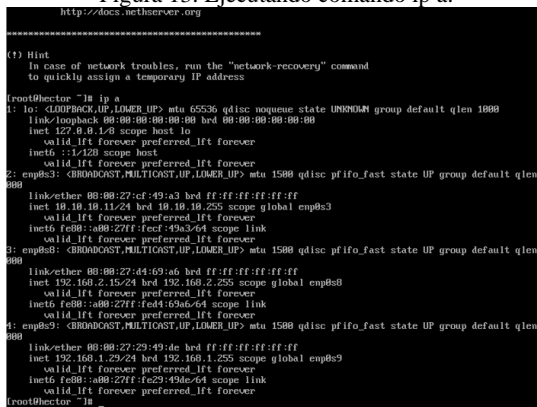 Figura 13. Ejecutando comando ip a.
http://docs.nethserver.org
**************************************************
(!) Hint
In case of network troubles, run the "network-recovery" command
to quickly assign a temporary IP address
[root@hector ~]# ip a
1: lo: <LOOPBACK,UP,LOWER_UP> mtu 65536 qdisc noqueue state UNKNOWN group default qlen 1000
link/loopback 00:00:00:00:00:00 brd 00:00:00:00:00:00
inet 127.0.0.1/8 scope host lo
valid_lft forever preferred_lft forever
inet6 ::1/128 scope host
valid_lft forever preferred_lft forever
2: enp0s3: <BROADCAST,MULTICAST,UP,LOWER_UP> mtu 1500 qdisc pfifo_fast state UP group default qlen 1
000
link/ether 08:00:27:cf:49:a3 brd ff:ff:ff:ff:ff:ff
inet 10.10.10.11/24 brd 10.10.10.255 scope global enp0s3
valid_lft forever preferred_lft forever
inet6 fe80::a00:27ff:fecf:49a3/64 scope link
valid_lft forever preferred_lft forever
3: enp0s8: <BROADCAST,MULTICAST,UP,LOWER_UP> mtu 1500 qdisc pfifo_fast state UP group default qlen 1
000
link/ether 08:00:27:d4:69:a6 brd ff:ff:ff:ff:ff:ff
inet 192.168.2.15/24 brd 192.168.2.255 scope global enp0s8
valid_lft forever preferred_lft forever
inet6 fe80::a00:27ff:fed4:69a6/64 scope link
valid_lft forever preferred_lft forever
4: enp0s9: <BROADCAST,MULTICAST,UP,LOWER_UP> mtu 1500 qdisc pfifo_fast state UP group default qlen 1
000
link/ether 08:00:27:29:49:de brd ff:ff:ff:ff:ff:ff
inet 192.168.1.29/24 brd 192.168.1.255 scope global enp0s9
valid_lft forever preferred_lft forever
inet6 fe80::a00:27ff:fe29:49de/64 scope link
valid_lft forever preferred_lft forever
[root@hector ~]# _